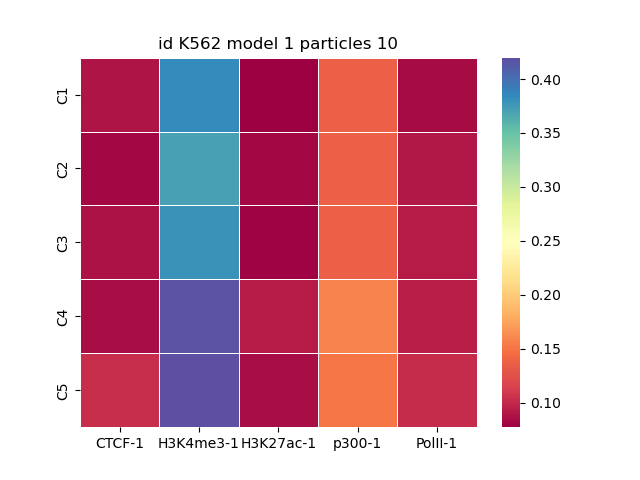 id K562 model 1 particles 10
C1
C2
C3
C4
C5
CTCF-1 H3K4me3-1 H3K27ac-1 p300-1 PolII-1
0.40
0.35
0.30
0.25
0.20
0.15
0.10